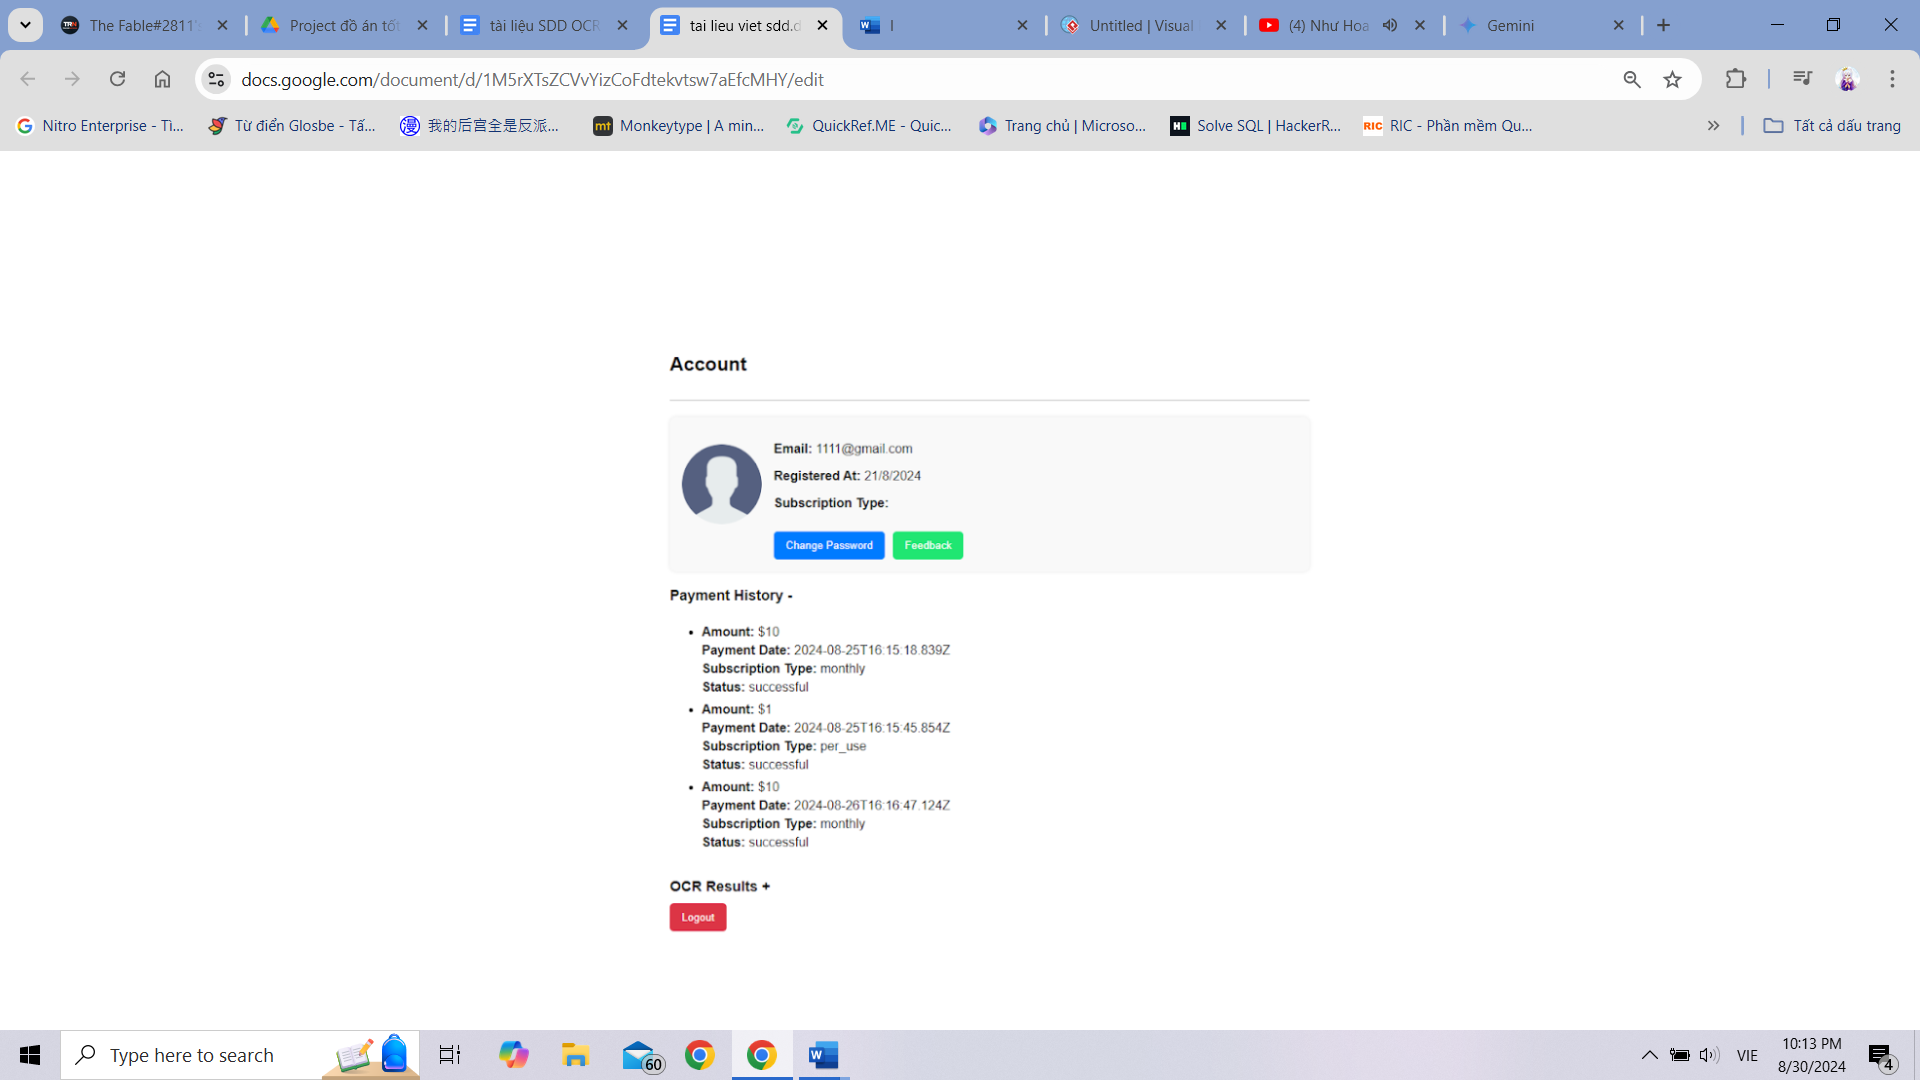 The Fable#2811's
Project đồ án tốt
tài liệu SDD OCR
tai lieu viet sdd.d
I
Untitled | Visual
(4) Như Hoa
Gemini
docs.google.com/document/d/1M5rXTsZCVvYizCoFdtekvtsw7aEfcMHY/edit
Nitro Enterprise - Ti...
Từ điển Glosbe - Tấ...
我的后宫全是反派...
Monkeytype | A min...
QuickRef.ME - Quic...
Trang chủ | Microso...
Solve SQL | HackerR...
RIC - Phần mềm Qu...
Tất cả dấu trang
Account
Email: 1111@gmail.com
Registered At: 21/8/2024
Subscription Type:
Change Password
Feedback
Payment History -
• Amount: $10
Payment Date: 2024-08-25T16:15:18.839Z
Subscription Type: monthly
Status: successful
• Amount: $1
Payment Date: 2024-08-25T16:15:45.854Z
Subscription Type: per_use
Status: successful
• Amount: $10
Payment Date: 2024-08-26T16:16:47.124Z
Subscription Type: monthly
Status: successful
OCR Results +
Logout
Type here to search
60
VIE
10:13 PM
8/30/2024
4